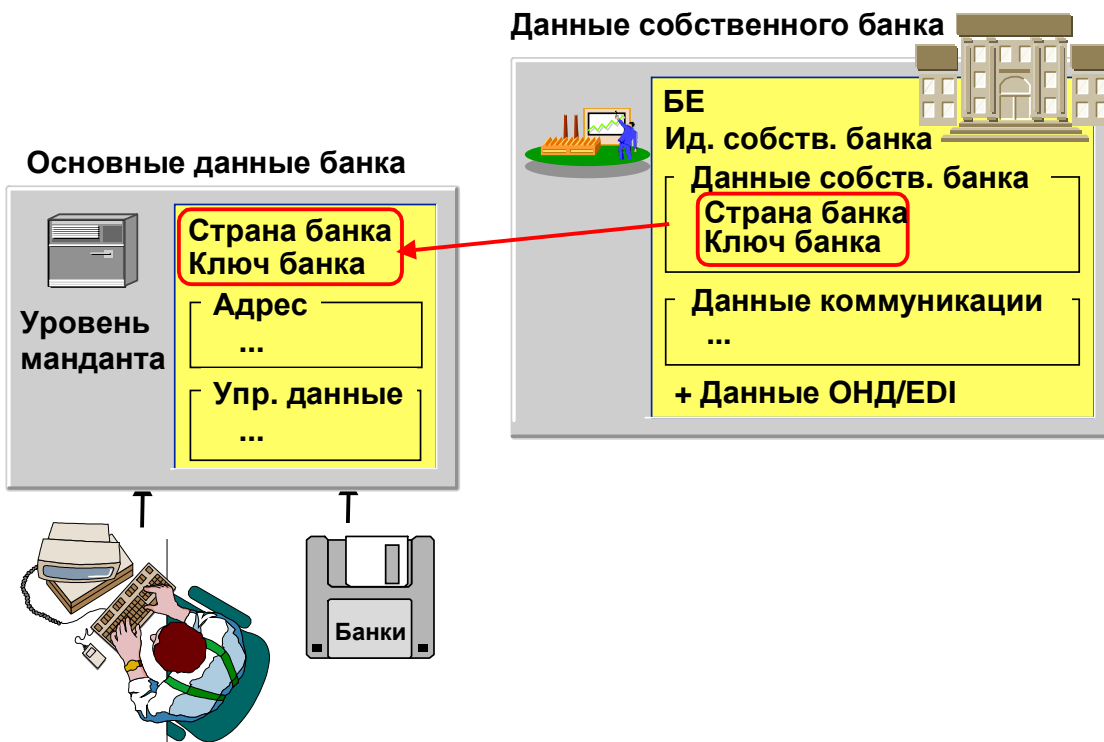 Данные собственного банка
БЕ
Ид. собств. банка
Данные собств. банка
Страна банка
Ключ банка
Данные коммуникации
...
+ Данные ОНД/EDI
Основные данные банка
Уровень
манданта
Страна банка
Ключ банка
Адрес
...
Упр. данные
...
Банки